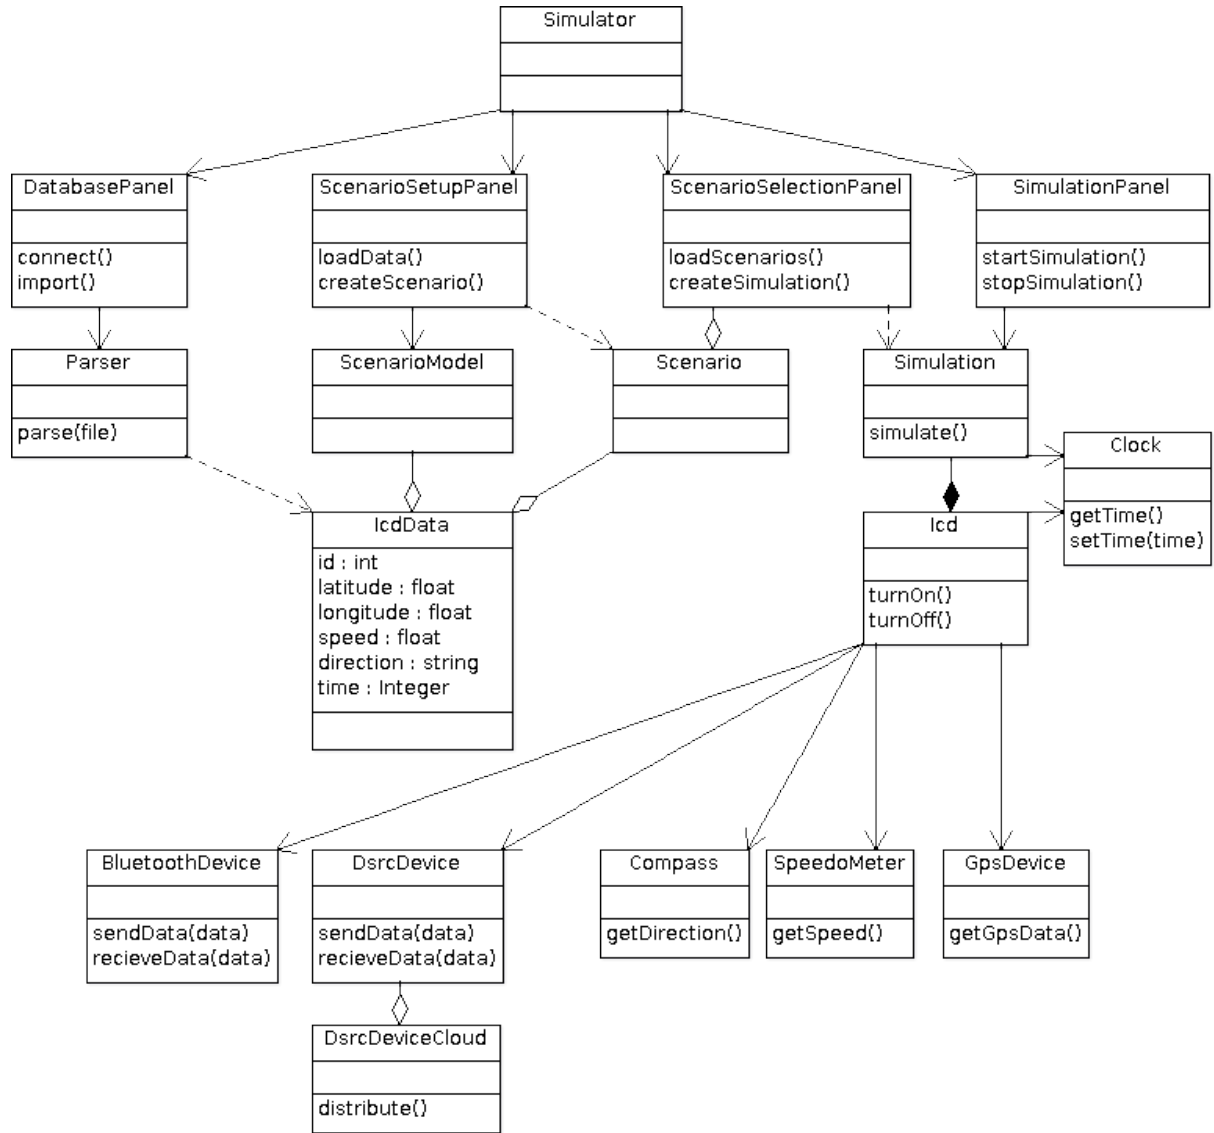 Simulator
DatabasePanel
connect()
import()
ScenarioSetupPanel
loadData()
createScenario()
ScenarioSelectionPanel
loadScenarios()
createSimulation()
SimulationPanel
startSimulation()
stopSimulation()
Parser
parse(file)
ScenarioModel
Scenario
Simulation
simulate()
Clock
getTime()
setTime(time)
IcdData
id : int
latitude : float
longitude : float
speed : float
direction : string
time : Integer
Icd
turnOn()
turnOff()
BluetoothDevice
sendData(data)
recieveData(data)
DsrcDevice
sendData(data)
recieveData(data)
Compass
getDirection()
SpeedoMeter
getSpeed()
GpsDevice
getGpsData()
DsrcDeviceCloud
distribute()